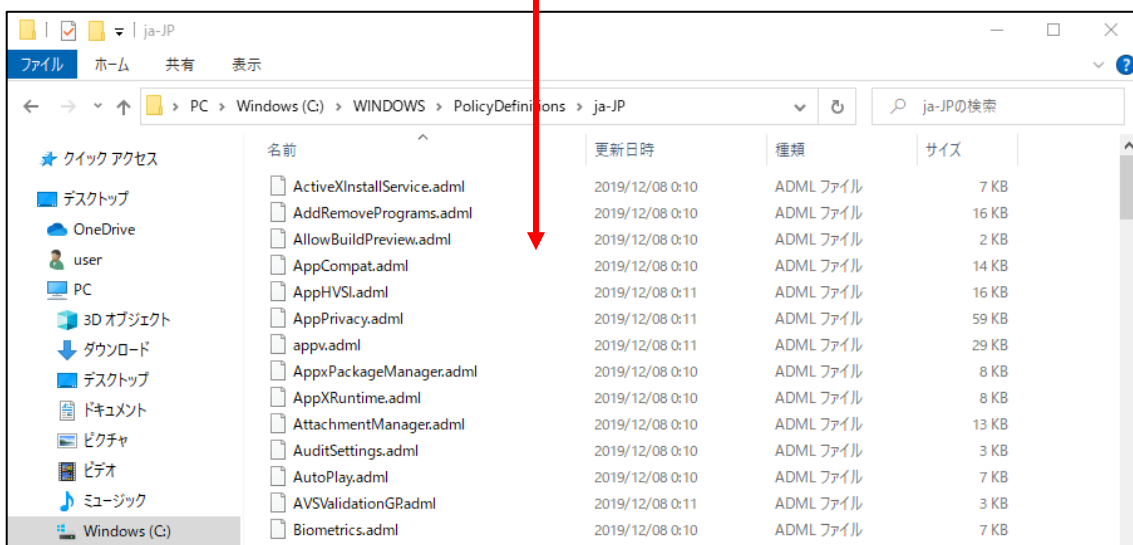 ja-JP
ファイル ホーム 共有 表示
PC > Windows (C:) > WINDOWS > PolicyDefinitions > ja-JP ja-JPの検索
クイック アクセス
デスクトップ
OneDrive
user
PC
3D オブジェクト
ダウンロード
デスクトップ
ドキュメント
ピクチャ
ビデオ
ミュージック
Windows (C:)
名前 更新日時 種類 サイズ
ActiveXInstallService.adml 2019/12/08 0:10 ADML ファイル 7 KB
AddRemovePrograms.adml 2019/12/08 0:10 ADML ファイル 16 KB
AllowBuildPreview.adml 2019/12/08 0:10 ADML ファイル 2 KB
AppCompat.adml 2019/12/08 0:10 ADML ファイル 14 KB
AppHVSI.adml 2019/12/08 0:11 ADML ファイル 16 KB
AppPrivacy.adml 2019/12/08 0:11 ADML ファイル 59 KB
appv.adml 2019/12/08 0:11 ADML ファイル 29 KB
AppxPackageManager.adml 2019/12/08 0:10 ADML ファイル 8 KB
AppXRuntime.adml 2019/12/08 0:10 ADML ファイル 8 KB
AttachmentManager.adml 2019/12/08 0:10 ADML ファイル 13 KB
AuditSettings.adml 2019/12/08 0:10 ADML ファイル 3 KB
AutoPlay.adml 2019/12/08 0:10 ADML ファイル 7 KB
AVSValidationGP.adml 2019/12/08 0:11 ADML ファイル 3 KB
Biometrics.adml 2019/12/08 0:10 ADML ファイル 7 KB